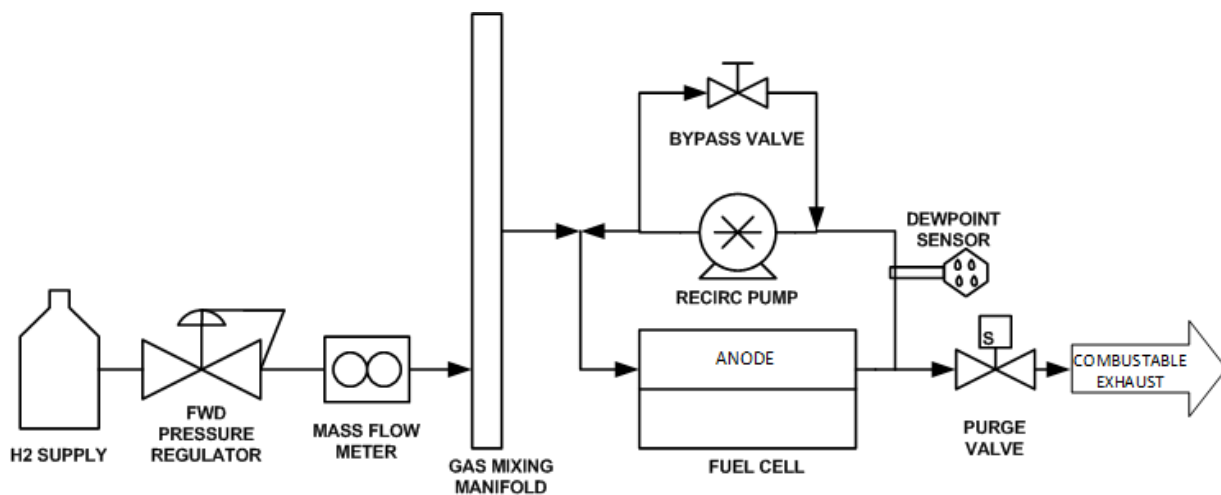 BYPASS VALVE
DEWPOINT
SENSOR
RECIRC PUMP
ANODE
S
COMBUSTABLE
EXHAUST
H2 SUPPLY
FWD
PRESSURE
REGULATOR
MASS FLOW
METER
GAS MIXING
MANIFOLD
FUEL CELL
PURGE
VALVE